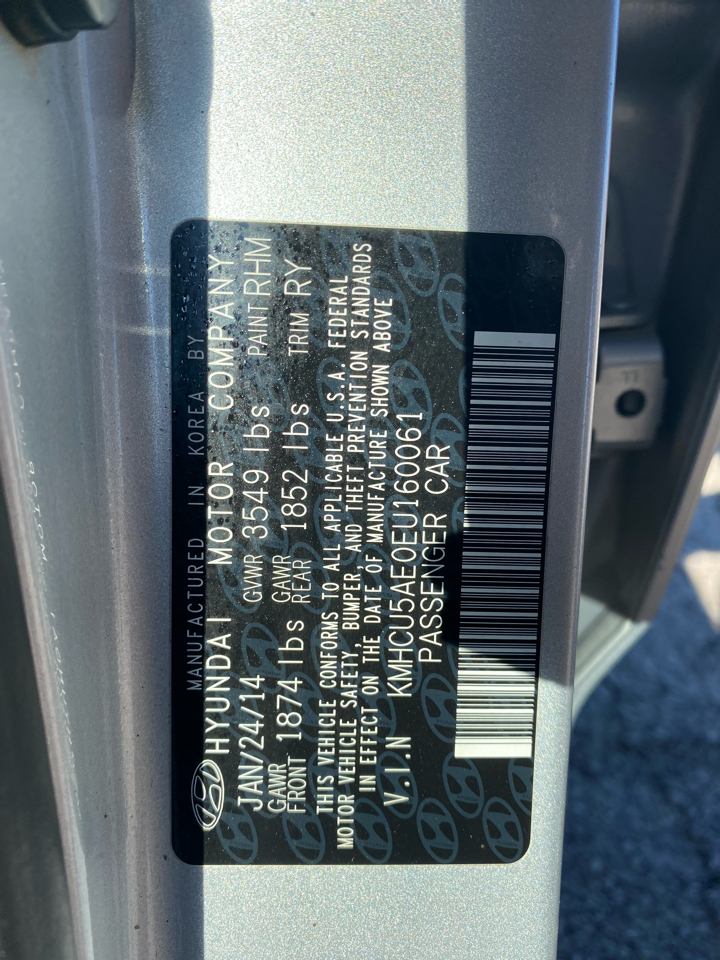 MANUFACTURED IN KOREA BY
HYUNDAI MOTOR COMPANY
JAN/24/14 GVWR 3549 lbs PAINT RHM
GAWR FRONT 1874 lbs GAWR REAR 1852 lbs TRIM RY
THIS VEHICLE CONFORMS TO ALL APPLICABLE U.S.A. FEDERAL
MOTOR VEHICLE SAFETY, BUMPER, AND THEFT PREVENTION STANDARDS
IN EFFECT ON THE DATE OF MANUFACTURE SHOWN ABOVE
V.I.N KMHCU5AE0EU160061
PASSENGER CAR